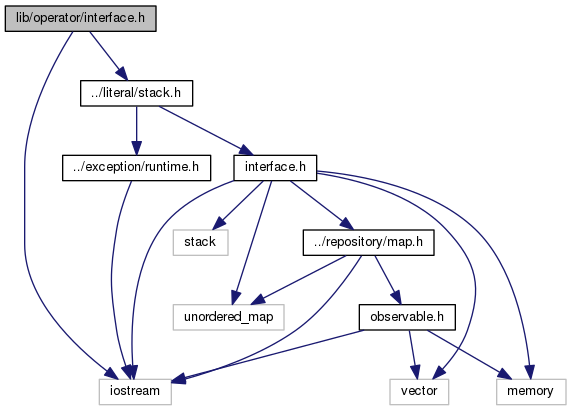 lib/operator/interface.h
../literal/stack.h
../exception/runtime.h
interface.h
stack
../repository/map.h
unordered_map
observable.h
iostream
vector
memory